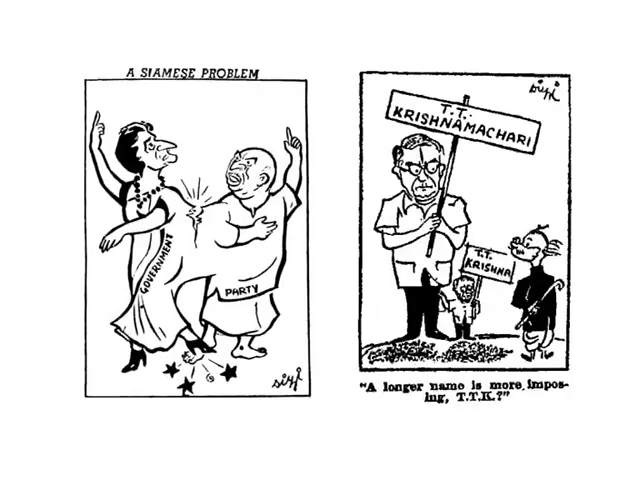 A SIAMESE PROBLEM
GOVERNMENT
PARTY
T.T.
KRISHNAMACHARI
T.T.
KRISHNA
"A longer name is more impos-
ing, T.T.K.?"